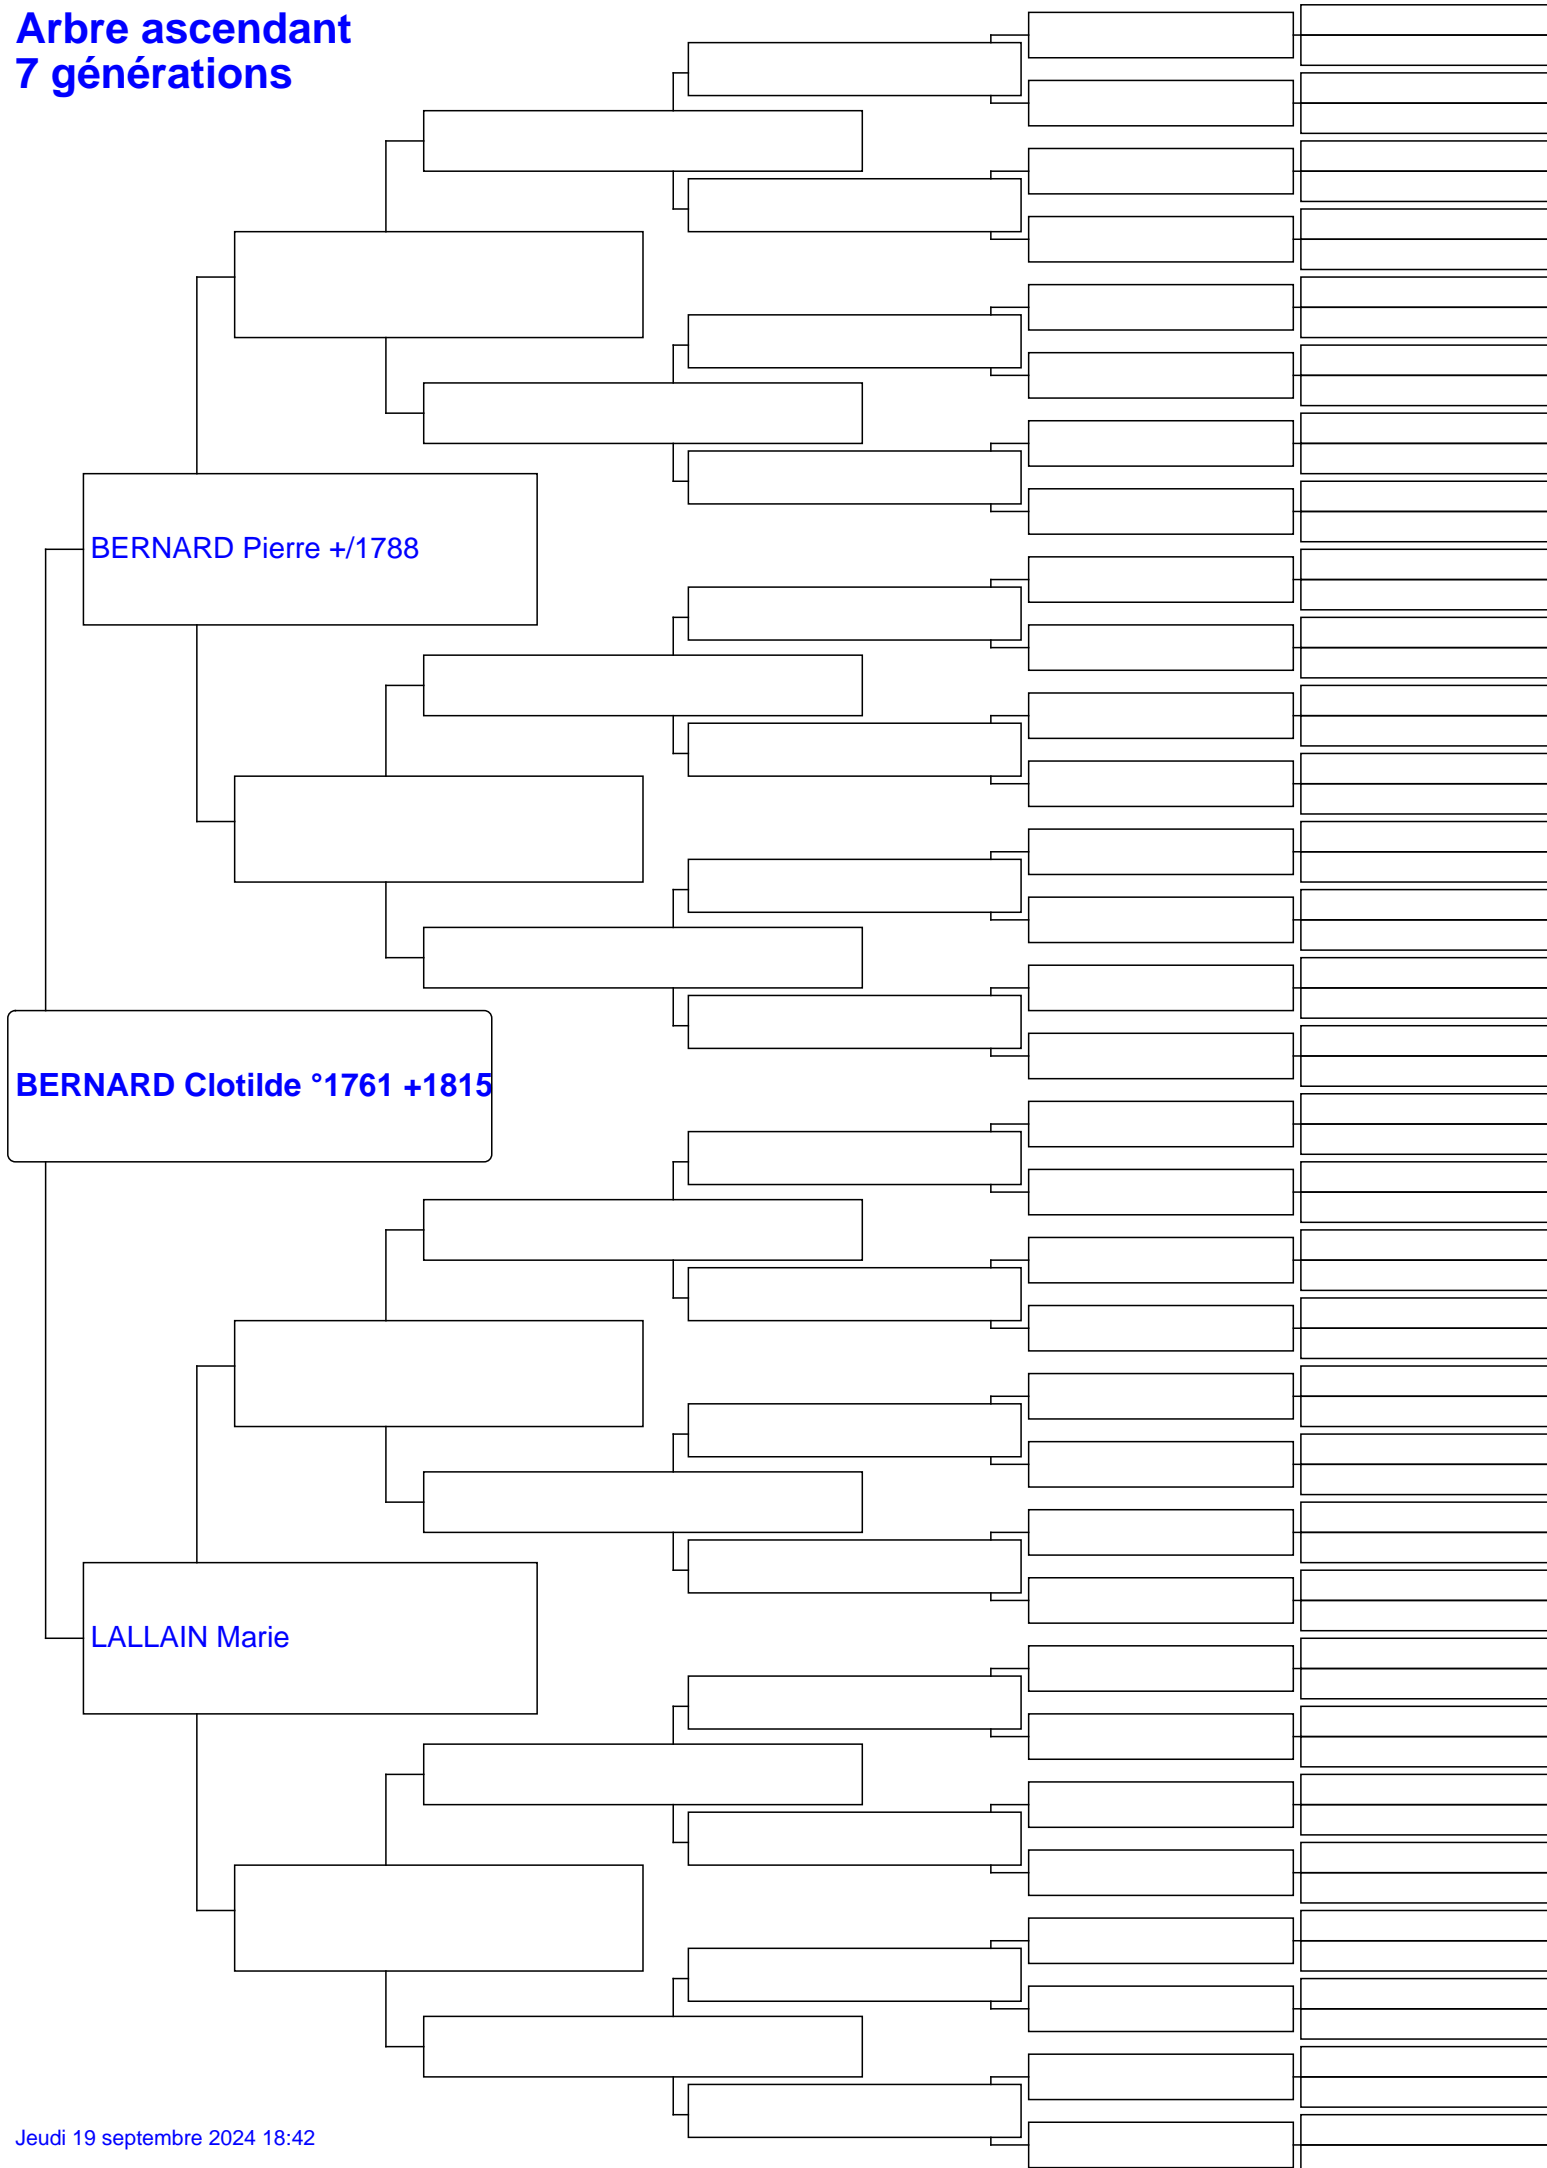 Arbre ascendant
7 générations
BERNARD Pierre +/1788
BERNARD Clotilde °1761 +1815
LALLAIN Marie
Jeudi 19 septembre 2024 18:42